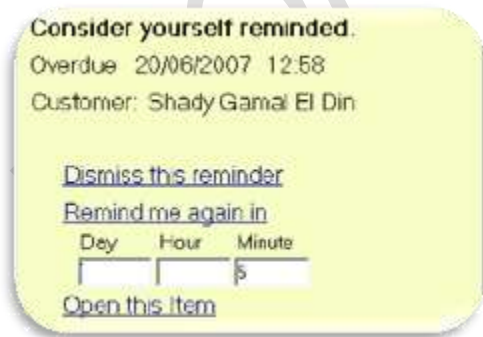 Consider yourself reminded.
Overdue 20/06/2007 12:58
Customer: Shady Gamal El Din
Dismiss this reminder
Remind me again in
Day Hour Minute
5
Open this Item